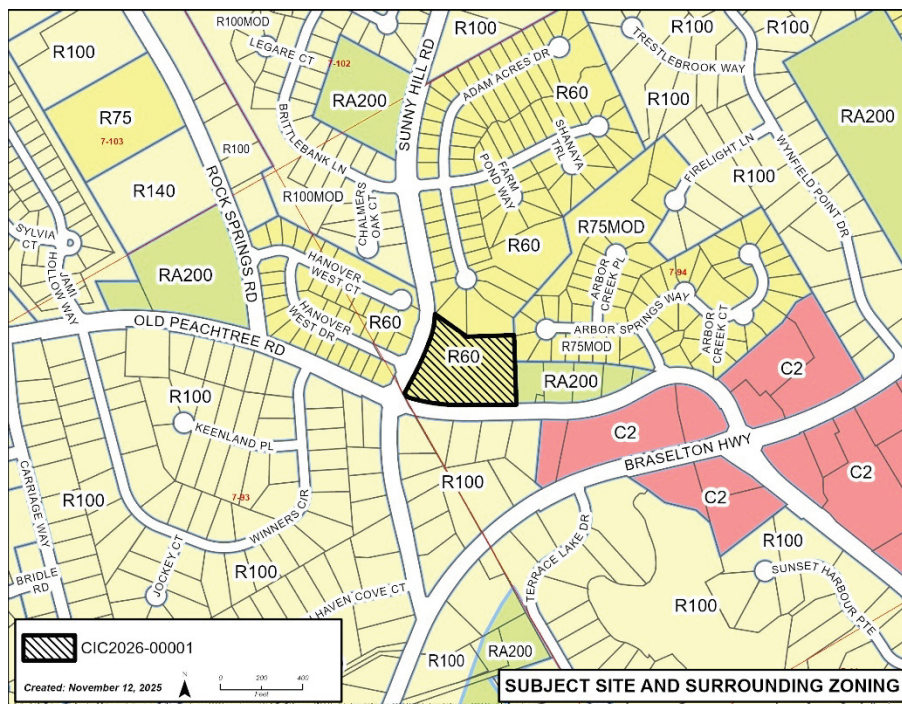 R100
R100MOD
LEGARE CT
7-102
RA200
SUNNY HILL RD
R100
ADAM ACRES DR
R60
R100
TRESTLEBROOK WAY
R100
RA200
R75
7-103
R100
BRITTLEBANK LN
SHANAYA
TRL
FARM
POND WAY
FIRELIGHT LN
R100
WYNFIELD POINT DR
R140
ROCK SPRINGS RD
R100MOD
CHALMERS
OAK CT
R75MOD
R60
SYLVIA
CT
JAMI
HOLLOW WAY
RA200
HANOVER
WEST CT
HANOVER
WEST DR
R60
7-94
ARBOR
CREEK PL
ARBOR SPRINGS WAY
R75MOD
ARBOR
CREEK CT
OLD PEACHTREE RD
R60
RA200
C2
R100
KEENLAND PL
C2
C2
BRASELTON HWY
C2
R100
7-93
WINNERS CIR
R100
R100
CARRIAGE WAY
JOCKEY CT
BRIDLE
RD
HAVEN COVE CT
TERRACE LAKE DR
R100
SUNSET HARBOUR PTE
R100
R100
RA200
CIC2026-00001
Created: November 12, 2025
N
0 200 400
Feet
SUBJECT SITE AND SURROUNDING ZONING